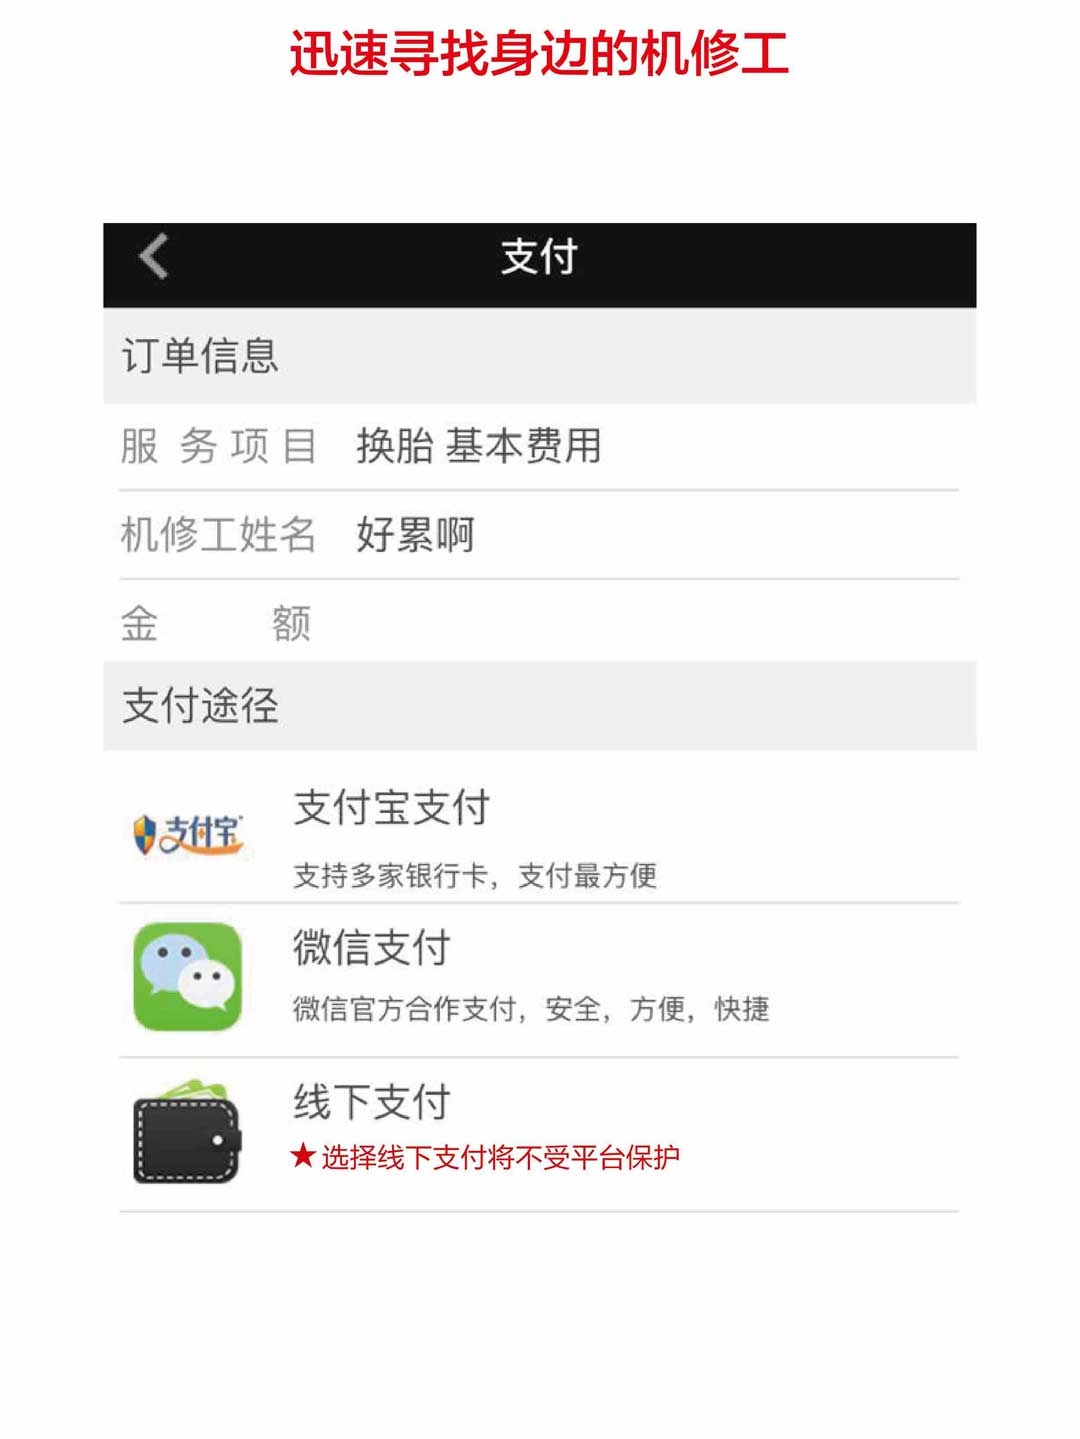 迅速寻找身边的机修工
支付
订单信息
服务项目 换胎 基本费用
机修工姓名 好累啊
金额
支付途径
支付宝
支付宝支付
支持多家银行卡，支付最方便
微信支付
微信官方合作支付，安全，方便，快捷
线下支付
★选择线下支付将不受平台保护